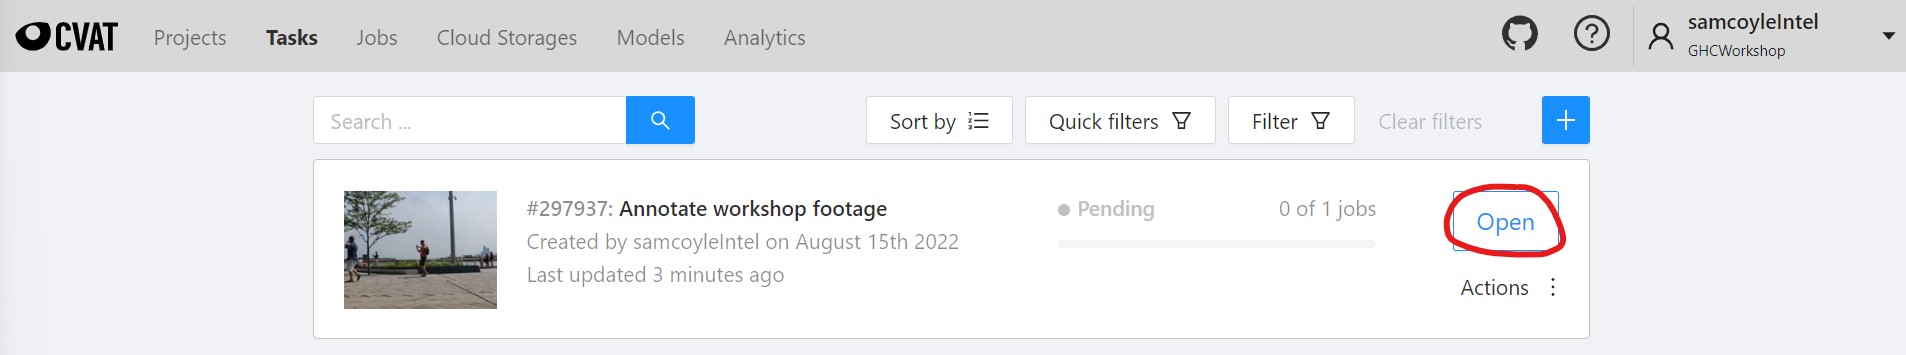 CVAT Projects Tasks Jobs Cloud Storages Models Analytics samcoyleIntel
GHCWorkshop
Search ... Sort by Quick filters Filter Clear filters
#297937: Annotate workshop footage Pending 0 of 1 jobs Open
Created by samcoyleIntel on August 15th 2022
Last updated 3 minutes ago Actions